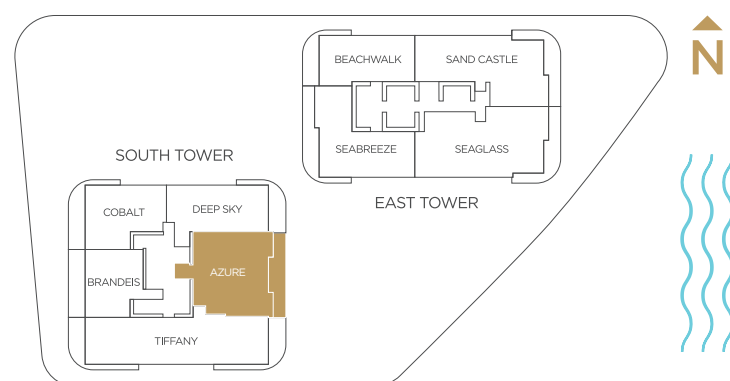 N
BEACHWALK
SAND CASTLE
SEABREEZE
SEAGLASS
EAST TOWER
SOUTH TOWER
COBALT
DEEP SKY
BRANDEIS
AZURE
TIFFANY